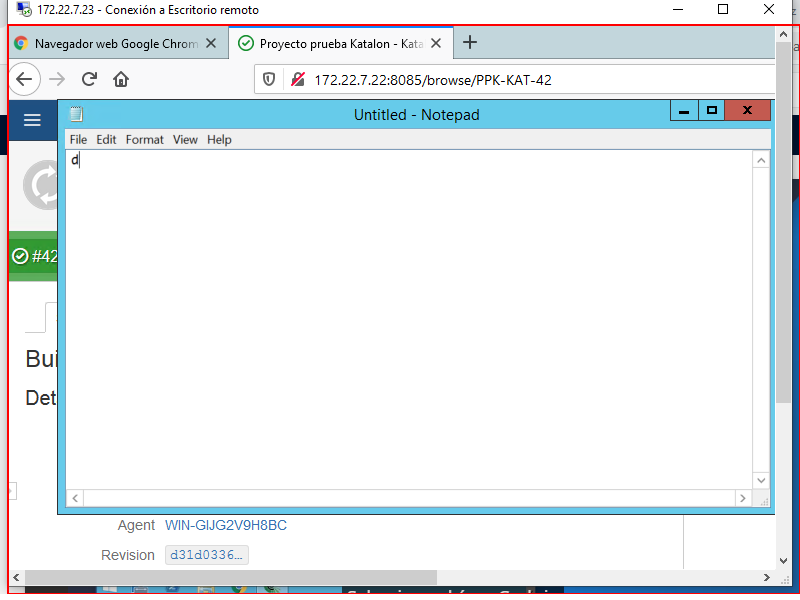 172.22.7.23 - Conexión a Escritorio remoto
Navegador web Google Chrom
Proyecto prueba Katalon - Kata
172.22.7.22:8085/browse/PPK-KAT-42
Untitled - Notepad
File Edit Format View Help
d
#42
Bui
Det
Agent WIN-GIJG2V9H8BC
Revision d31d0336...